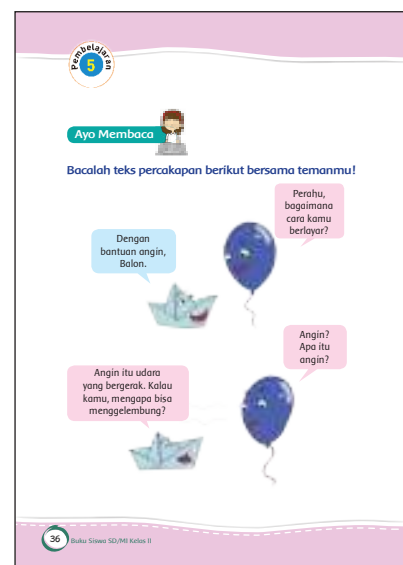 Pembelajaran
5
Ayo Membaca
Bacalah teks percakapan berikut bersama temanmu!
Perahu,
bagaimana
cara kamu
berlayar?
Dengan
bantuan angin,
Balon.
Angin?
Apa itu
angin?
Angin itu udara
yang bergerak. Kalau
kamu, mengapa bisa
menggelembung?
36
Buku Siswa SD/MI Kelas II